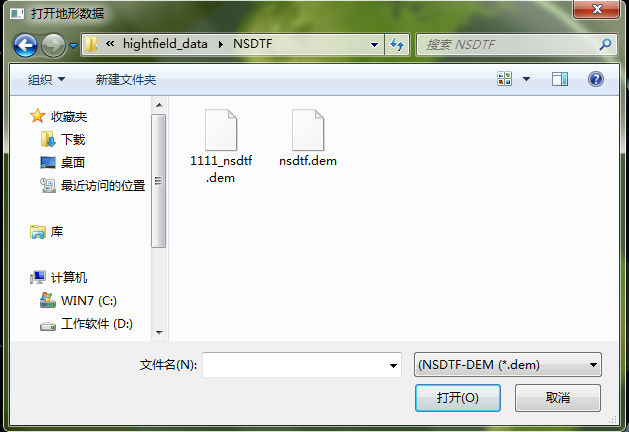 打开地形数据
« hightfield_data NSDTF
搜索 NSDTF
组织
新建文件夹
收藏夹
下载
桌面
最近访问的位置
库
计算机
WIN7 (C:)
工作软件 (D:)
1111_nsdtf
.dem
nsdtf.dem
文件名(N):
(NSDTF-DEM (*.dem)
打开(O)
取消